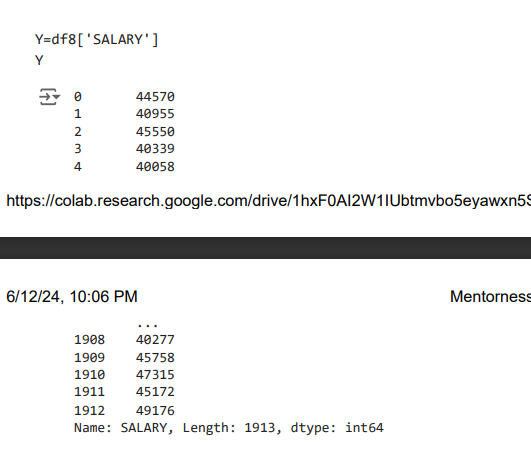 Y=df8['SALARY']
Y
0 44570
1 40955
2 45550
3 40339
4 40058
https://colab.research.google.com/drive/1hxF0AI2W1IUbtmvbo5eyawxn5S
6/12/24, 10:06 PM Mentorness
...
1908 40277
1909 45758
1910 47315
1911 45172
1912 49176
Name: SALARY, Length: 1913, dtype: int64